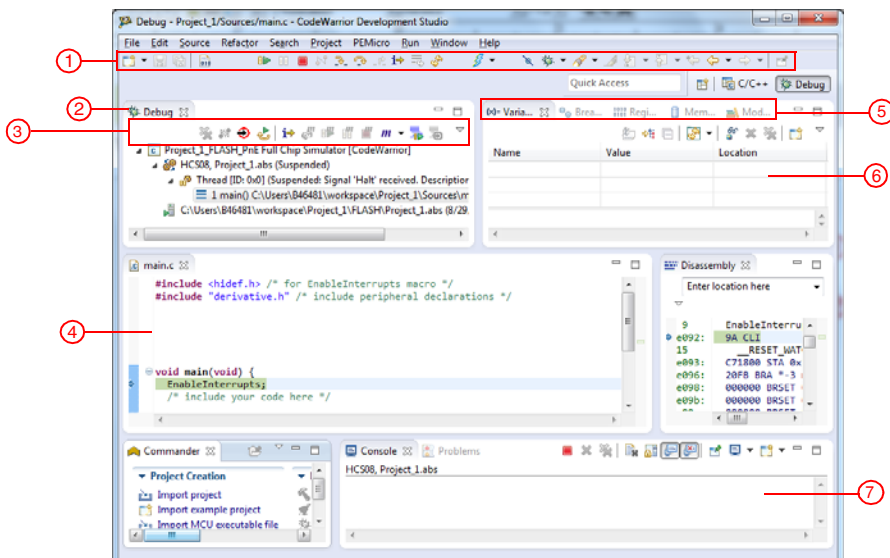 Debug - Project_1/Sources/main.c - CodeWarrior Development Studio
File Edit Source Refactor Search Project PEMicro Run Window Help
1
Quick Access C/C++ Debug
2
Debug
3
Project_1_FLASH_PnE Full Chip Simulator [CodeWarrior]
HCS08, Project_1.abs (Suspended)
Thread [ID: 0x0] (Suspended: Signal 'Halt' received. Description
1 main() C:\Users\B46481\workspace\Project_1\Sources\m
C:\Users\B46481\workspace\Project_1\FLASH\Project_1.abs (8/29.
(x)= Varia... Brea... Regi... Mem... Mod...
5
Name Value Location
6
main.c
#include <hidef.h> /* for EnableInterrupts macro */
#include "derivative.h" /* include peripheral declarations */
4
void main(void) {
EnableInterrupts;
/* include your code here */
Disassembly
Enter location here
9 EnableInterru
e092: 9A CLI
15 __RESET_WAT
e093: C71800 STA 0x
e096: 20FB BRA *-3
e098: 000000 BRSET
e09b: 000000 BRSET
Commander
Project Creation
Import project
Import example project
Import MCU executable file
Console Problems
HCS08, Project_1.abs
7